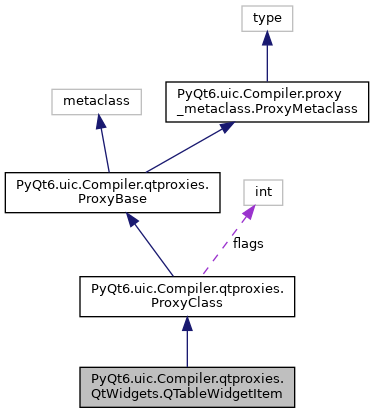 type
PyQt6.uic.Compiler.proxy
_metaclass.ProxyMetaclass
metaclass
PyQt6.uic.Compiler.qtproxies.
ProxyBase
int
flags
PyQt6.uic.Compiler.qtproxies.
ProxyClass
PyQt6.uic.Compiler.qtproxies.
QtWidgets.QTableWidgetItem